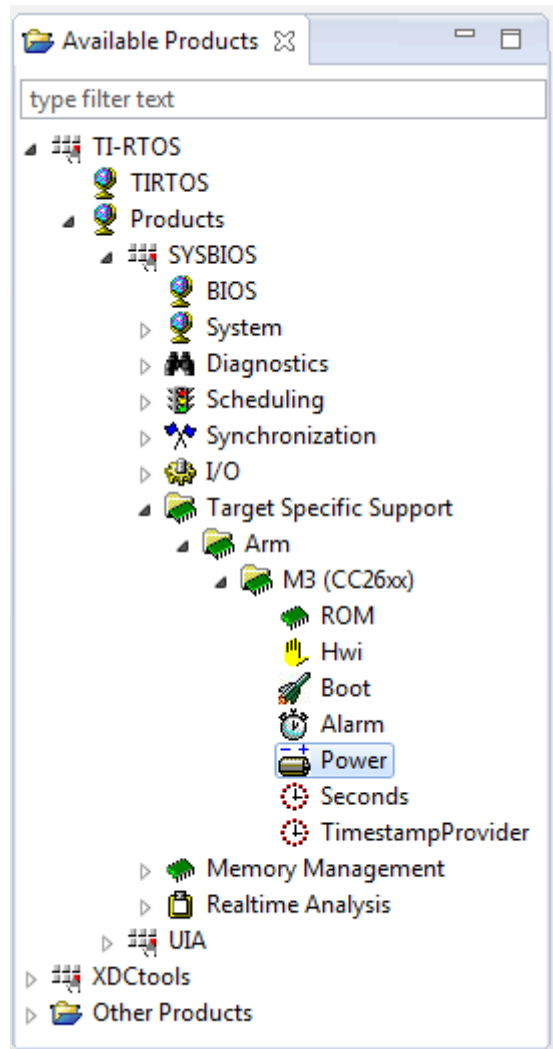 Available Products
type filter text
TI-RTOS
TIRTOS
Products
SYSBIOS
BIOS
System
Diagnostics
Scheduling
Synchronization
I/O
Target Specific Support
Arm
M3 (CC26xx)
ROM
Hwi
Boot
Alarm
Power
Seconds
TimestampProvider
Memory Management
Realtime Analysis
UIA
XDCtools
Other Products